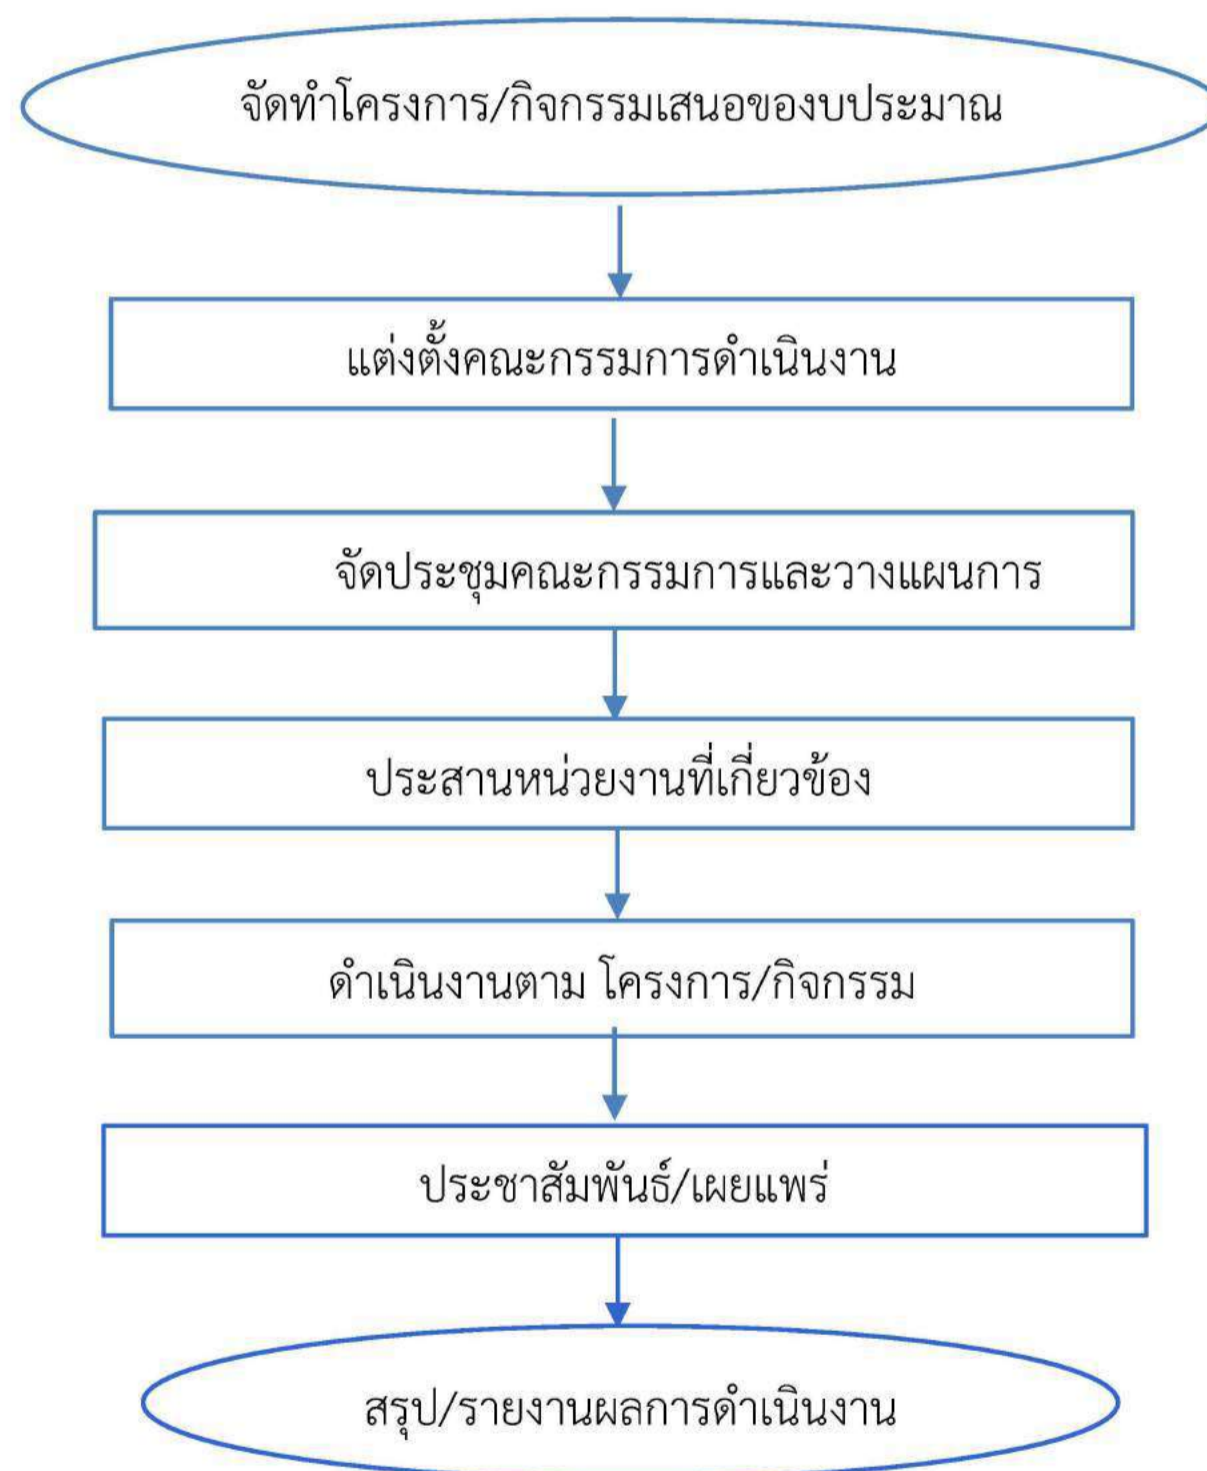 จัดทำโครงการ/กิจกรรมเสนอของบประมาณ
แต่งตั้งคณะกรรมการดำเนินงาน
จัดประชุมคณะกรรมการและวางแผนการ
ประสานหน่วยงานที่เกี่ยวข้อง
ดำเนินงานตาม โครงการ/กิจกรรม
ประชาสัมพันธ์/เผยแพร่
สรุป/รายงานผลการดำเนินงาน